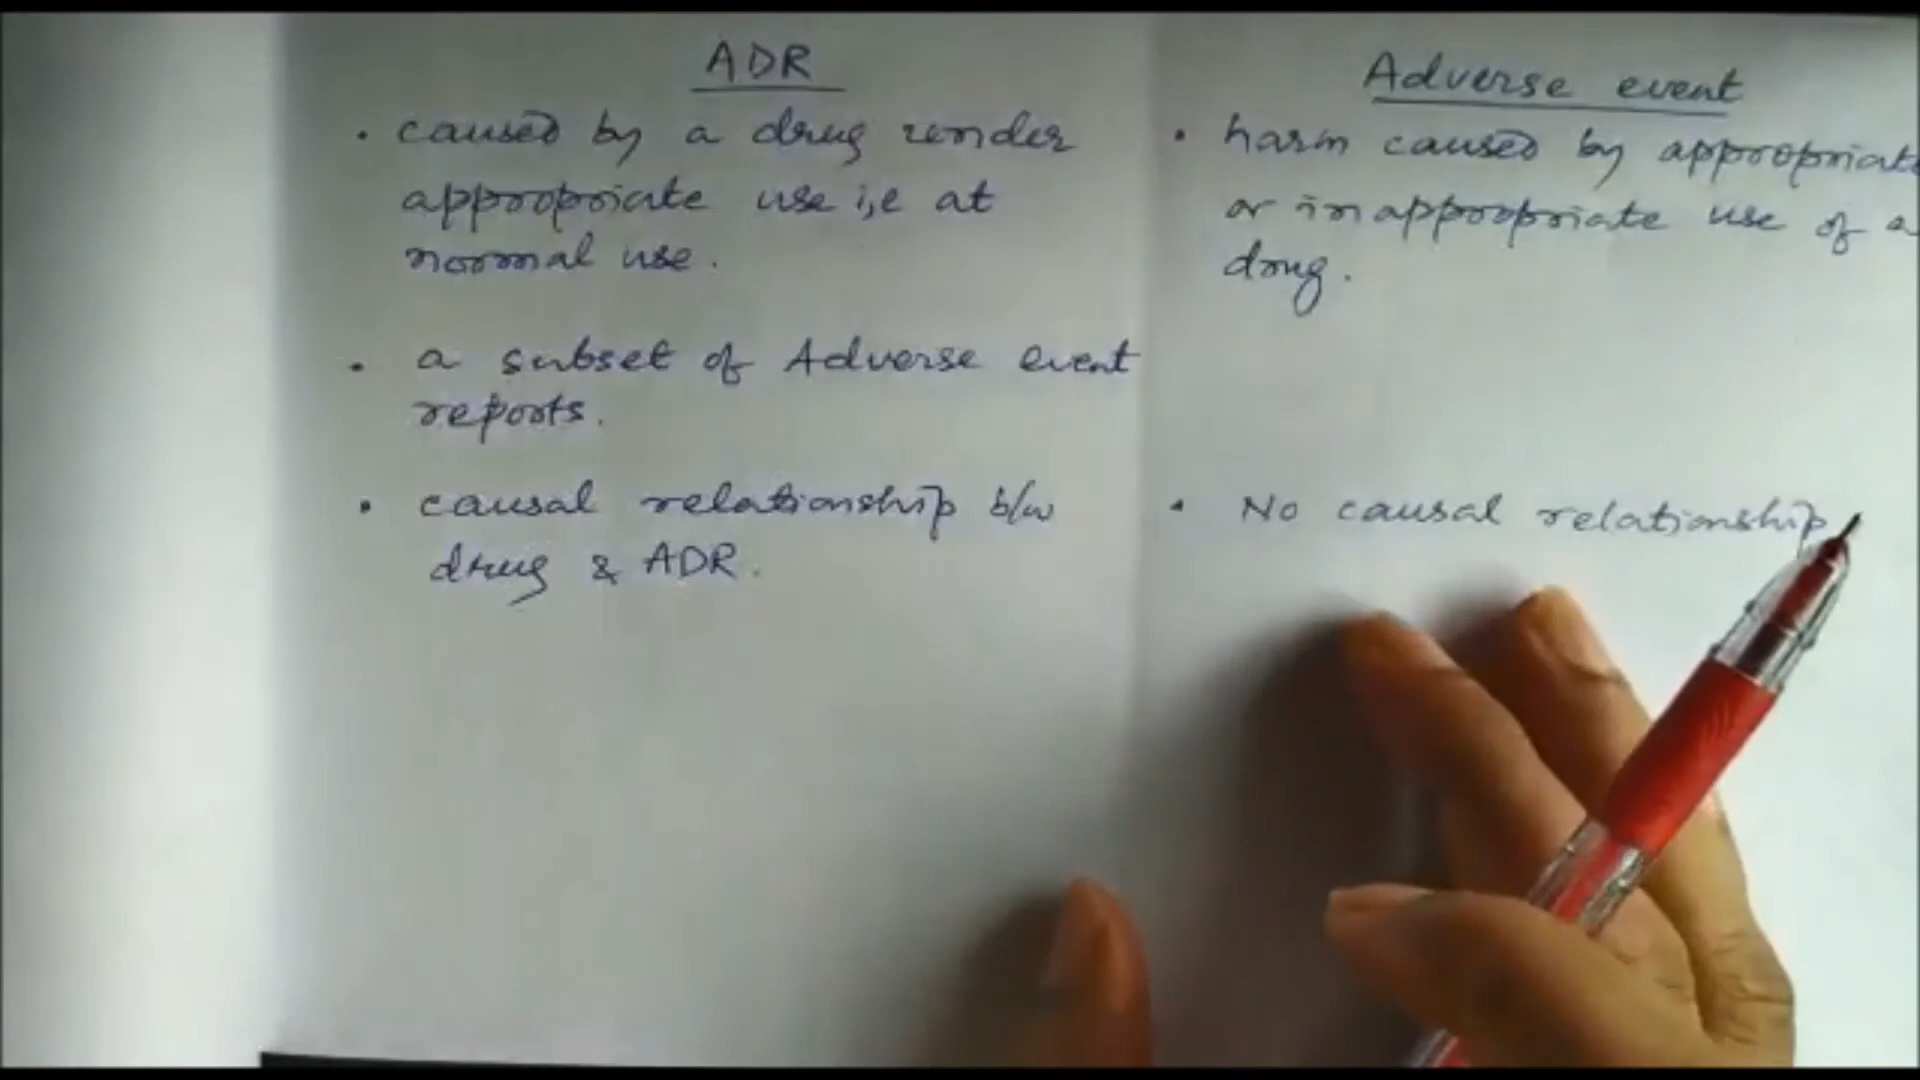 ADR
• caused by a drug under
appropriate use i,e at
normal use.
• a subset of Adverse event
reports.
• causal relationship b/w
drug & ADR.
Adverse event
• harm caused by appropriate
or inappropriate use of a
drug.
• No causal relationship